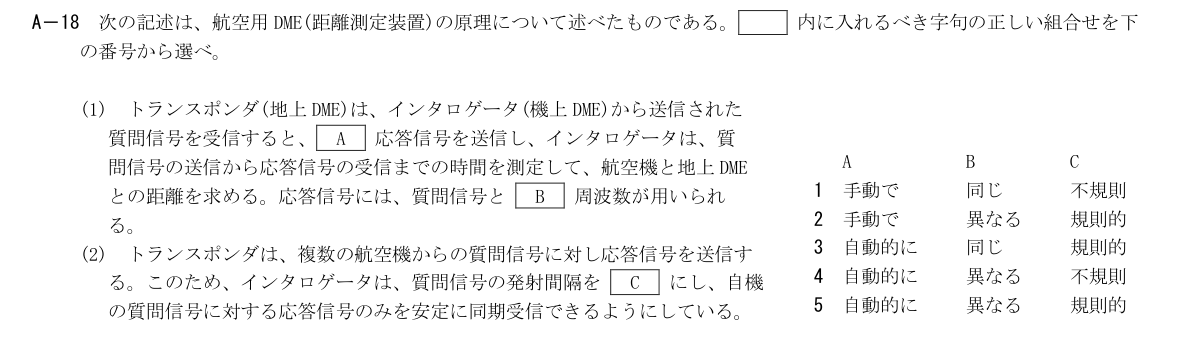 A－18 次の記述は、航空用 DME(距離測定装置)の原理について述べたものである。 内に入れるべき字句の正しい組合せを下
の番号から選べ。
(1) トランスポンダ(地上 DME)は、インタロゲータ(機上 DME)から送信された
質問信号を受信すると、 A 応答信号を送信し、インタロゲータは、質
問信号の送信から応答信号の受信までの時間を測定して、航空機と地上 DME
との距離を求める。応答信号には、質問信号と B 周波数が用いられ
る。
(2) トランスポンダは、複数の航空機からの質問信号に対し応答信号を送信す
る。このため、インタロゲータは、質問信号の発射間隔を C にし、自機
の質問信号に対する応答信号のみを安定に同期受信できるようにしている。
A B C
1 手動で 同じ 不規則
2 手動で 異なる 規則的
3 自動的に 同じ 規則的
4 自動的に 異なる 不規則
5 自動的に 異なる 規則的